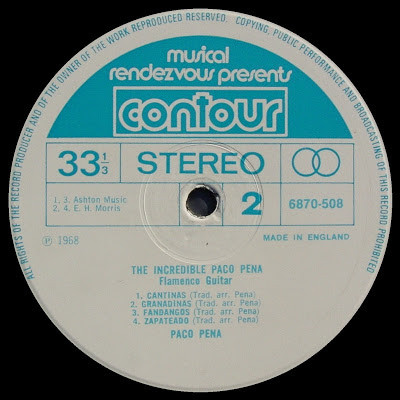 ALL RIGHTS OF THE RECORD PRODUCER AND OF THE OWNER OF THE WORK REPRODUCED RESERVED. COPYING, PUBLIC PERFORMANCE AND BROADCASTING OF THIS RECORD PROHIBITED
musical
rendezvous presents
contour
33 1/3
STEREO
1. 3. Ashton Music
2. 4. E. H. Morris
2
6870-508
℗ 1968
MADE IN ENGLAND
THE INCREDIBLE PACO PENA
Flamenco Guitar
1. CANTINAS (Trad. arr. Pena)
2. GRANADINAS (Trad. arr. Pena)
3. FANDANGOS (Trad. arr. Pena)
4. ZAPATEADO (Trad. arr. Pena)
PACO PENA